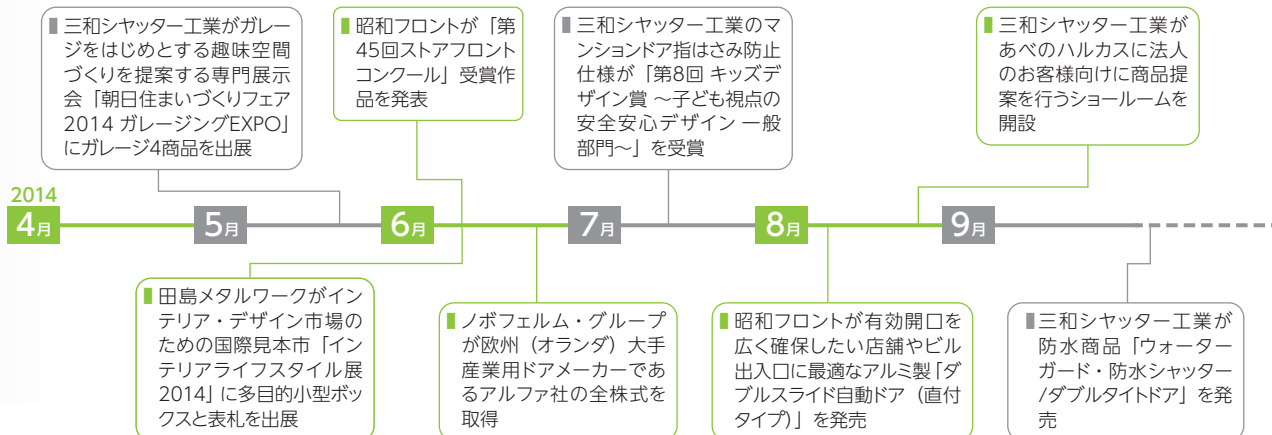 三和シヤッター工業がガレー
ジをはじめとする趣味空間
づくりを提案する専門展示
会「朝日住まいづくりフェア
2014 ガレージングEXPO」
にガレージ4商品を出展
昭和フロントが「第
45回ストアフロント
コンクール」受賞作
品を発表
三和シヤッター工業のマ
ンションドア指はさみ防止
仕様が「第8回 キッズデ
ザイン賞 ～子ども視点の
安全安心デザイン 一般
部門～」を受賞
三和シヤッター工業が
あべのハルカスに法人
のお客様向けに商品提
案を行うショールームを
開設
2014
4月 5月 6月 7月 8月 9月
田島メタルワークがイン
テリア・デザイン市場の
ための国際見本市「イン
テリアライフスタイル展
2014」に多目的小型ボッ
クスと表札を出展
ノボフェルム・グループ
が欧州（オランダ）大手
産業用ドアメーカーであ
るアルファ社の全株式を
取得
昭和フロントが有効開口を
広く確保したい店舗やビル
出入口に最適なアルミ製「ダ
ブルスライド自動ドア（直付
タイプ）」を発売
三和シヤッター工業が
防水商品「ウォーター
ガード・防水シャッター
/ダブルタイトドア」を発
売